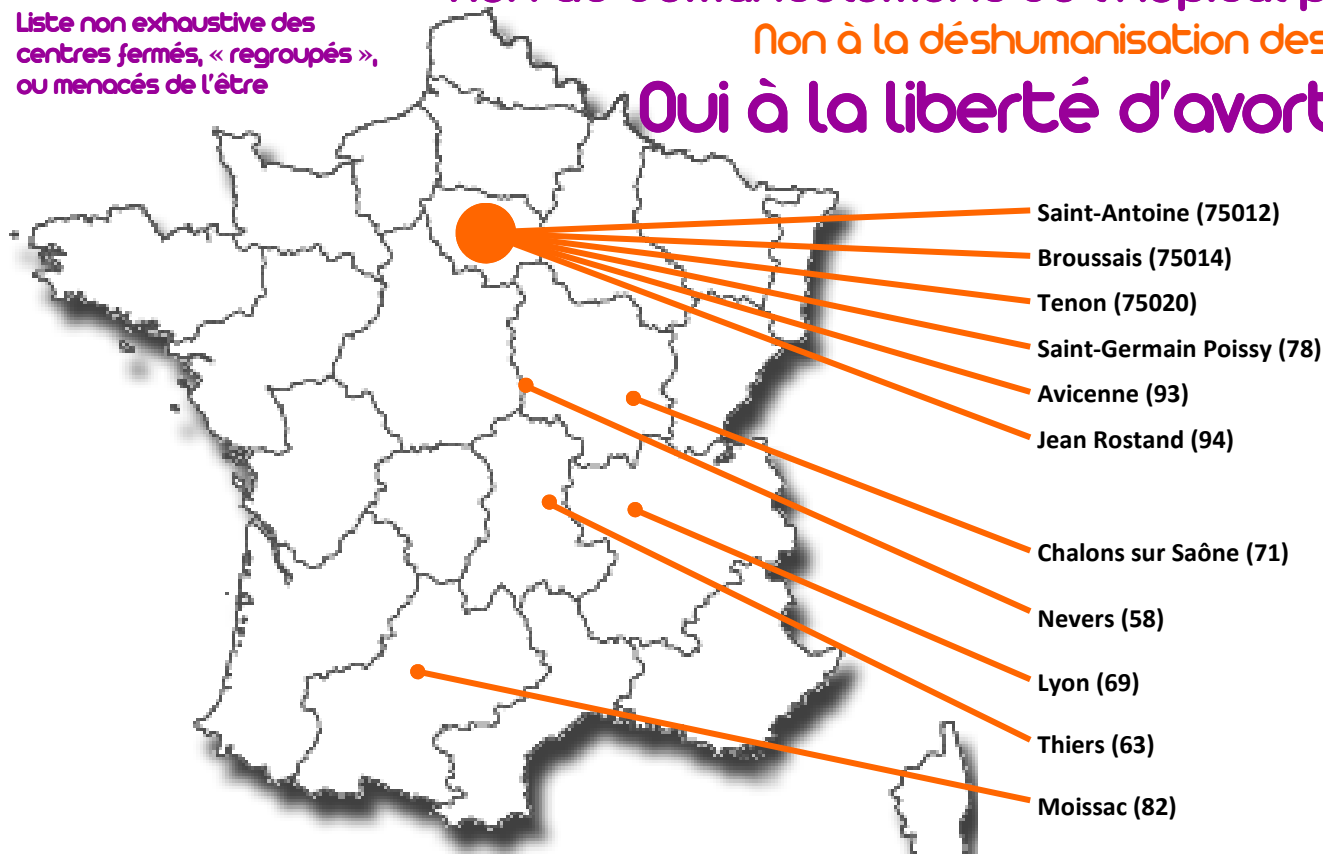 Liste non exhaustive des
centres fermés, « regroupés »,
ou menacés de l'être
Non à la déshumanisation des
Oui à la liberté d'avort
Saint-Antoine (75012)
Broussais (75014)
Tenon (75020)
Saint-Germain Poissy (78)
Avicenne (93)
Jean Rostand (94)
Chalons sur Saône (71)
Nevers (58)
Lyon (69)
Thiers (63)
Moissac (82)